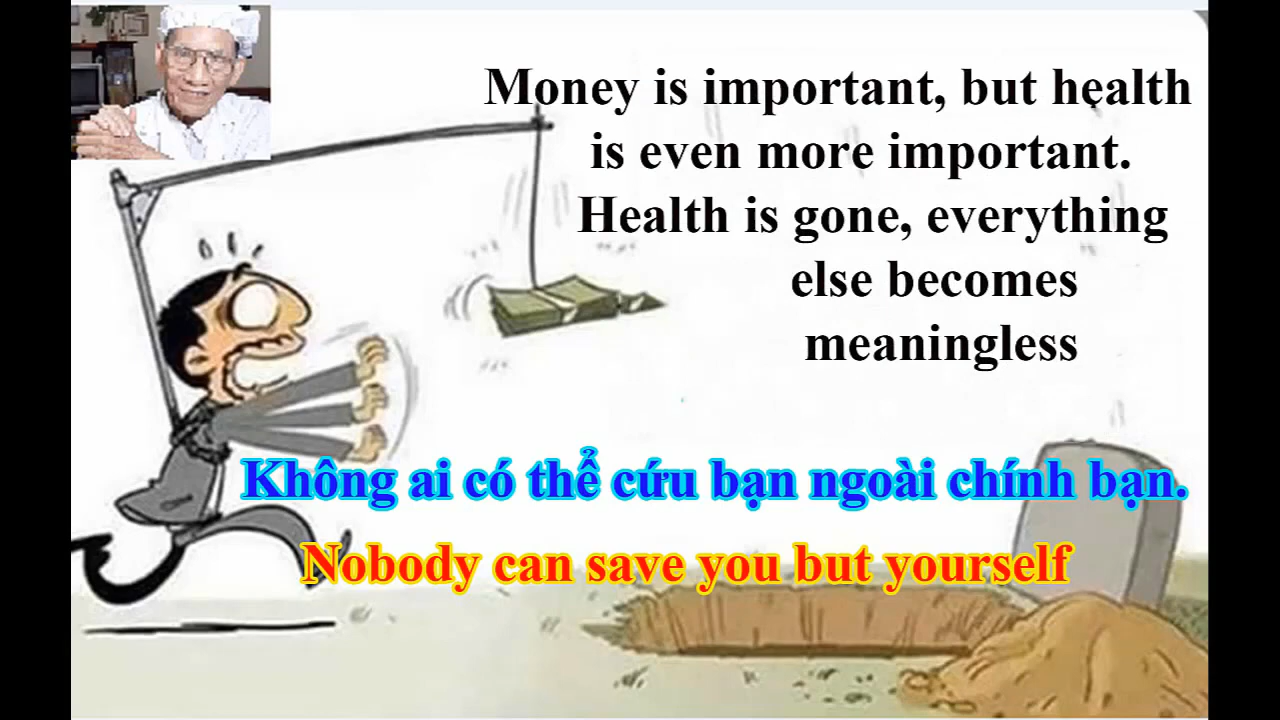 Money is important, but health
is even more important.
Health is gone, everything
else becomes
meaningless
Không ai có thể cứu bạn ngoài chính bạn.
Nobody can save you but yourself